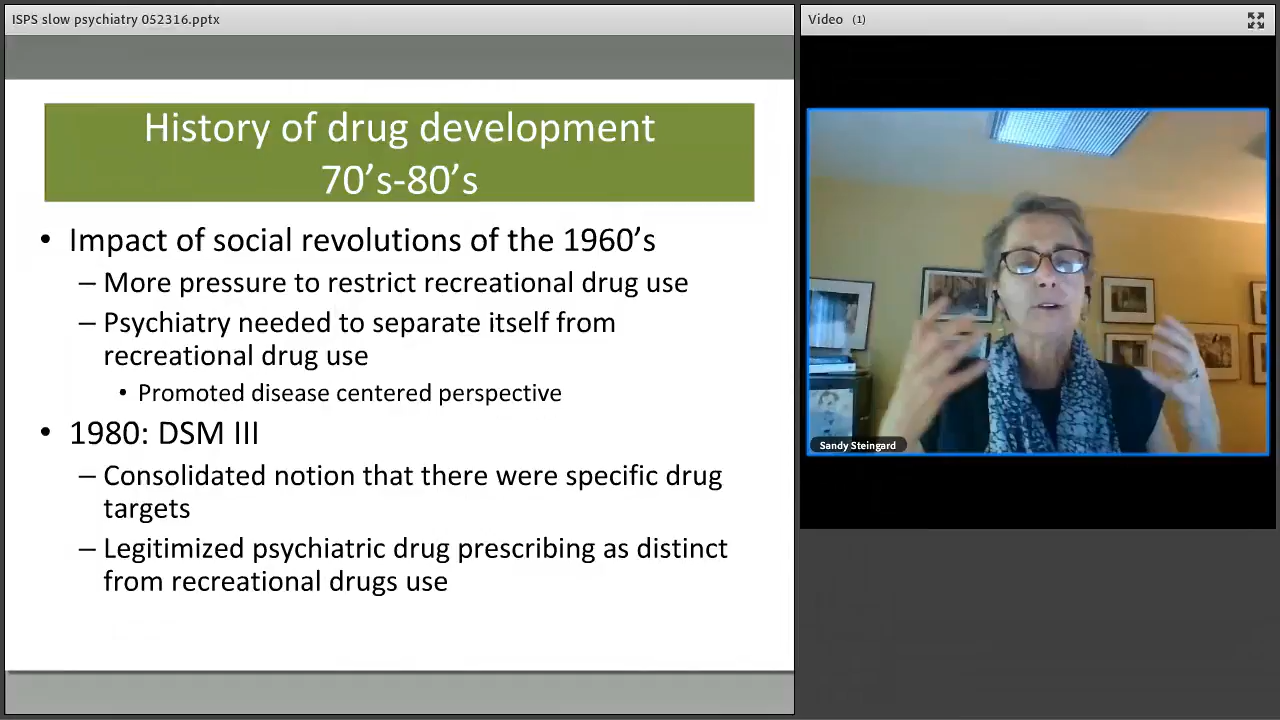 ISPS slow psychiatry 052316.pptx
Video (1)
History of drug development
70’s-80’s
• Impact of social revolutions of the 1960’s
– More pressure to restrict recreational drug use
– Psychiatry needed to separate itself from
recreational drug use
• Promoted disease centered perspective
• 1980: DSM III
– Consolidated notion that there were specific drug
targets
– Legitimized psychiatric drug prescribing as distinct
from recreational drugs use
Sandy Steingard